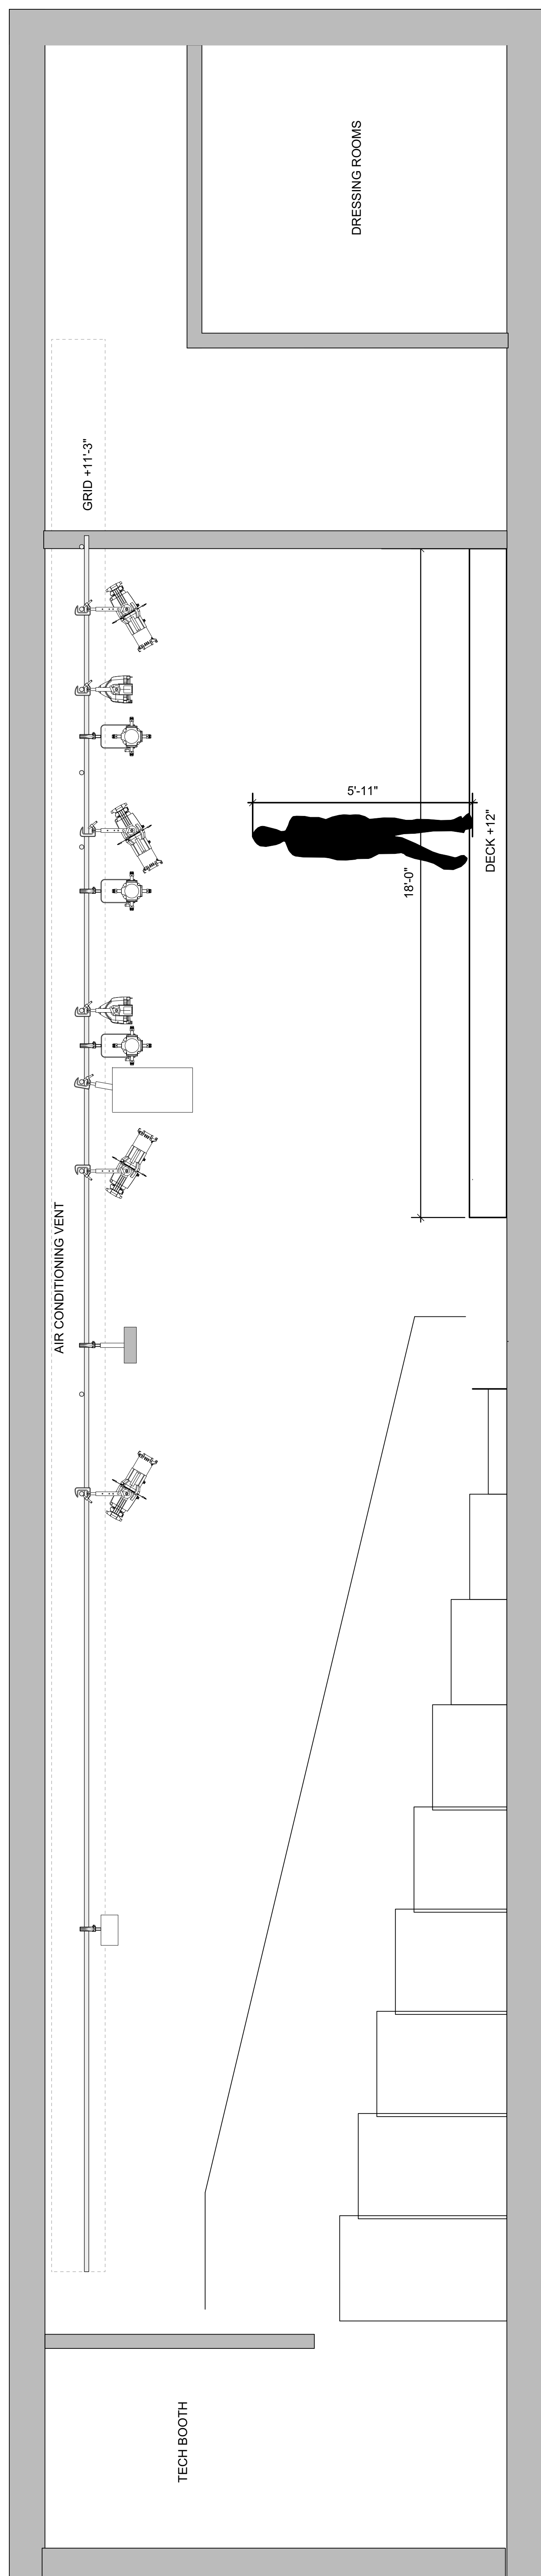 DRESSING ROOMS
GRID +11'-3"
5'-11"
DECK +12"
18'-0"
AIR CONDITIONING VENT
TECH BOOTH